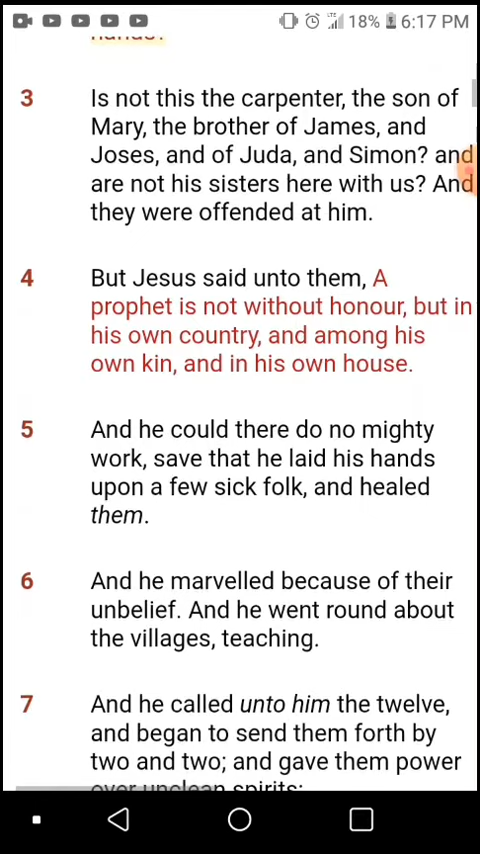 LTE 18% 6:17 PM
hands?
3 Is not this the carpenter, the son of
Mary, the brother of James, and
Joses, and of Juda, and Simon? and
are not his sisters here with us? And
they were offended at him.
4 But Jesus said unto them, A
prophet is not without honour, but in
his own country, and among his
own kin, and in his own house.
5 And he could there do no mighty
work, save that he laid his hands
upon a few sick folk, and healed
them.
6 And he marvelled because of their
unbelief. And he went round about
the villages, teaching.
7 And he called unto him the twelve,
and began to send them forth by
two and two; and gave them power
over unclean spirits;